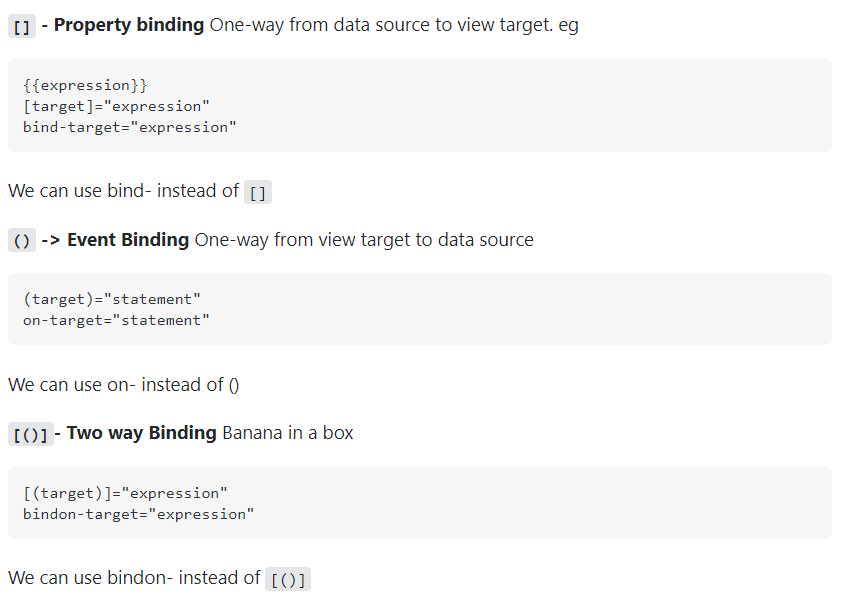 [] - Property binding One-way from data source to view target. eg
{{expression}}
[target]="expression"
bind-target="expression"
We can use bind- instead of []
() -> Event Binding One-way from view target to data source
(target)="statement"
on-target="statement"
We can use on- instead of ()
[()] - Two way Binding Banana in a box
[(target)]="expression"
bindon-target="expression"
We can use bindon- instead of [()]